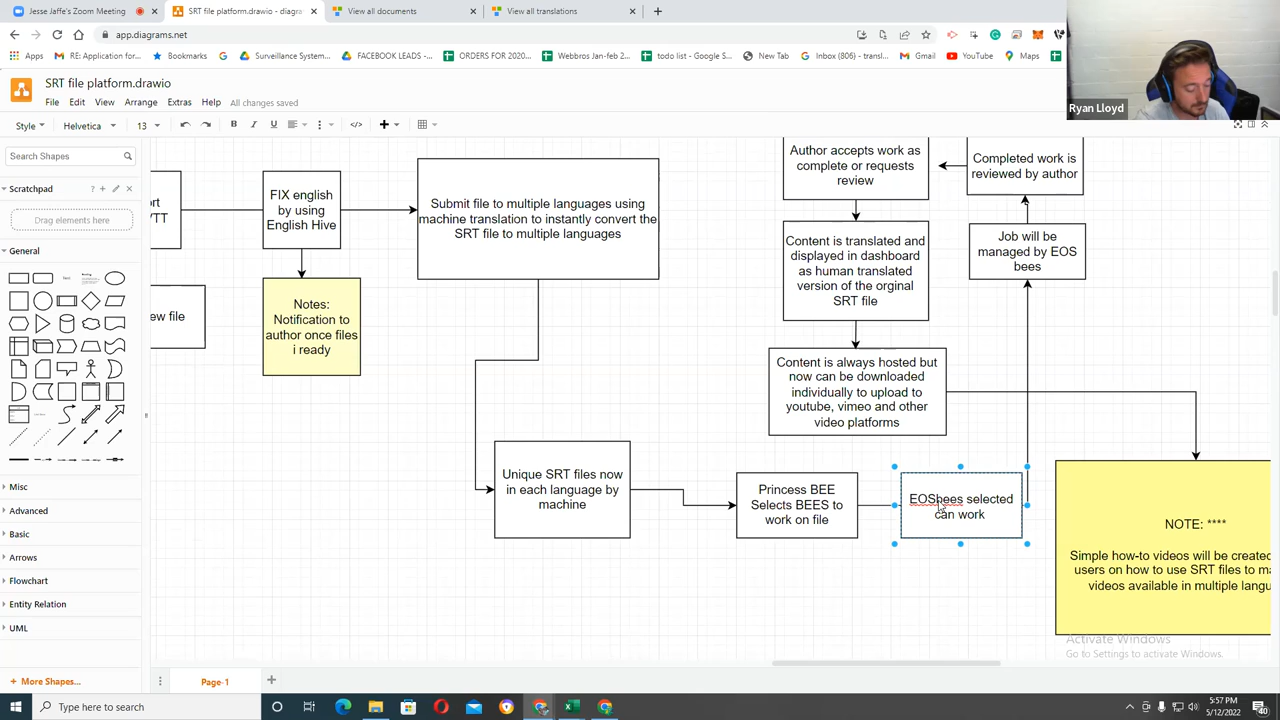 Jesse Jaffe's Zoom Meeting
SRT file platform.drawio - diagra
View all documents
View all translations
app.diagrams.net
Apps
RE: Application for...
Bookmarks
Surveillance System...
FACEBOOK LEADS -...
ORDERS FOR 2020...
Webbros Jan-feb 2...
todo list - Google S...
New Tab
Inbox (806) - transl...
Gmail
YouTube
Maps
Ryan Lloyd
SRT file platform.drawio
File Edit View Arrange Extras Help All changes saved
Style Helvetica 13
Search Shapes
Scratchpad
Drag elements here
General
Misc
Advanced
Basic
Arrows
Flowchart
Entity Relation
UML
More Shapes...
Page-1
ort
/TT
ew file
FIX english
by using
English Hive
Notes:
Notification to
author once files
i ready
Submit file to multiple languages using
machine translation to instantly convert the
SRT file to multiple languages
Unique SRT files now
in each language by
machine
Princess BEE
Selects BEES to
work on file
EOSbees selected
can work
Job will be
managed by EOS
bees
Completed work is
reviewed by author
Author accepts work as
complete or requests
review
Content is translated and
displayed in dashboard
as human translated
version of the orginal
SRT file
Content is always hosted but
now can be downloaded
individually to upload to
youtube, vimeo and other
video platforms
NOTE: ****
Simple how-to videos will be created
users on how to use SRT files to ma
videos available in multiple langu
Activate Windows
Go to Settings to activate Windows.
Type here to search
5:57 PM
5/12/2022
40